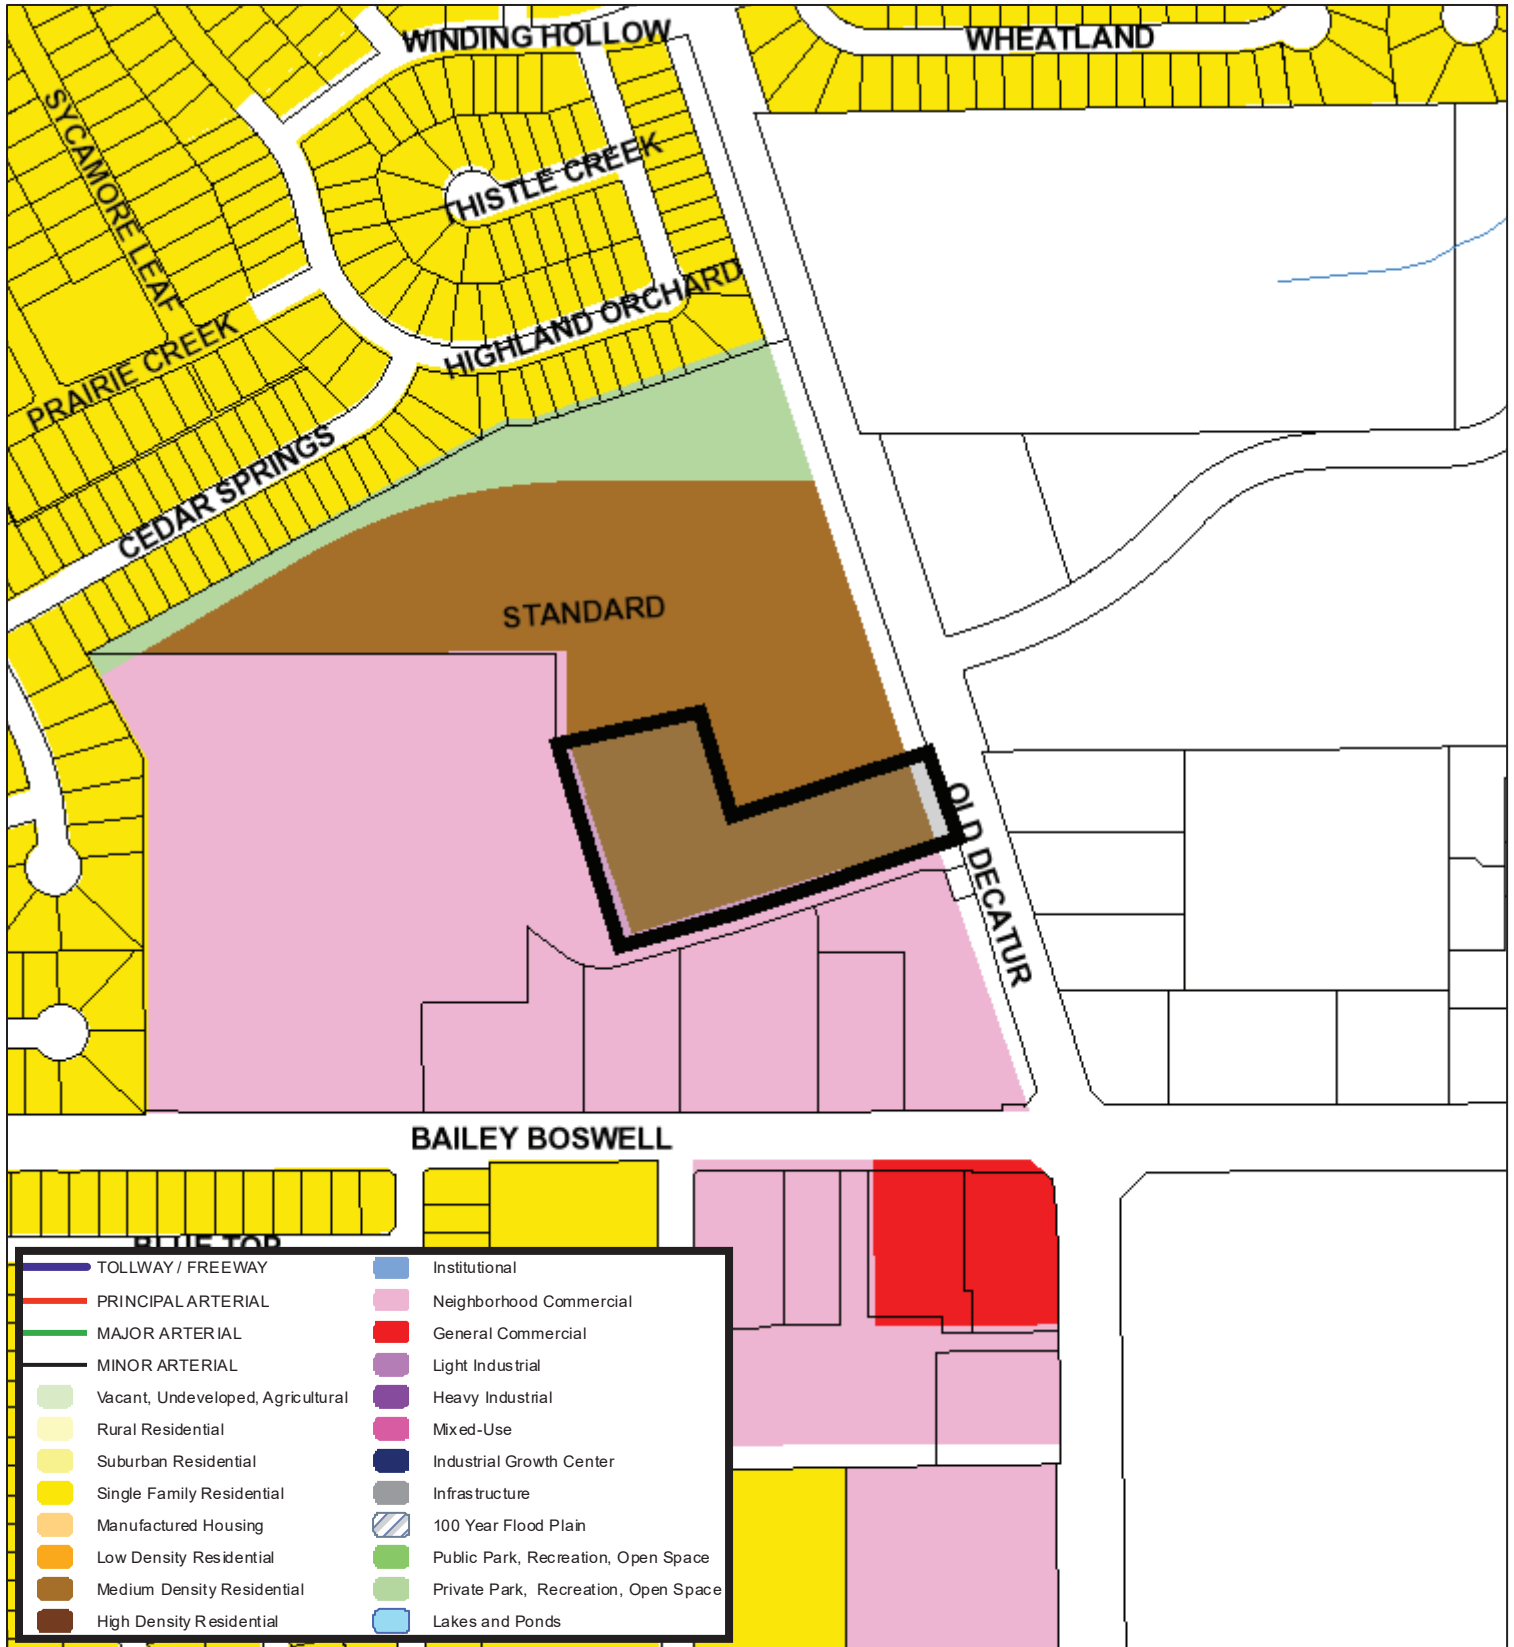 WINDING HOLLOW
WHEATLAND
SYCAMORE LEAF
THISTLE CREEK
HIGHLAND ORCHARD
PRAIRIE CREEK
CEDAR SPRINGS
STANDARD
OLD DECATUR
BAILEY BOSWELL
BLUE TOP
TOLLWAY / FREEWAY
PRINCIPAL ARTERIAL
MAJOR ARTERIAL
MINOR ARTERIAL
Vacant, Undeveloped, Agricultural
Rural Residential
Suburban Residential
Single Family Residential
Manufactured Housing
Low Density Residential
Medium Density Residential
High Density Residential
Institutional
Neighborhood Commercial
General Commercial
Light Industrial
Heavy Industrial
Mixed-Use
Industrial Growth Center
Infrastructure
100 Year Flood Plain
Public Park, Recreation, Open Space
Private Park, Recreation, Open Space
Lakes and Ponds